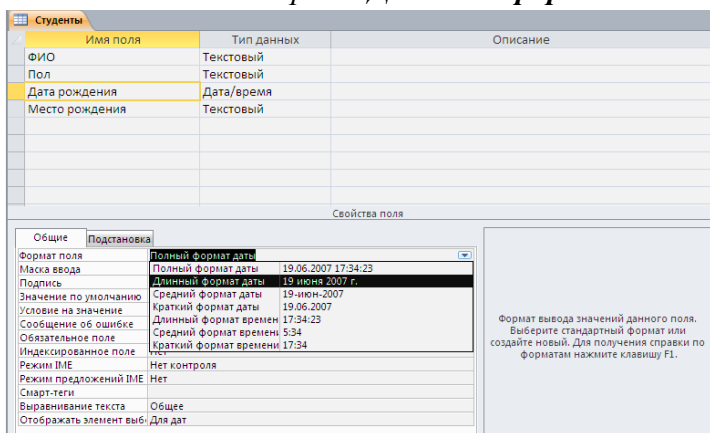 Студенты
Имя поля Тип данных Описание
ФИО Текстовый
Пол Текстовый
Дата рождения Дата/время
Место рождения Текстовый
Свойства поля
Общие Подстановка
Формат поля Полный формат даты
Маска ввода Полный формат даты 19.06.2007 17:34:23
Подпись Длинный формат даты 19 июня 2007 г.
Значение по умолчанию Средний формат даты 19-июн-2007
Условие на значение Краткий формат даты 19.06.2007
Сообщение об ошибке Длинный формат времен 17:34:23
Обязательное поле Средний формат времени 5:34
Индексированное поле Краткий формат времени 17:34
Режим IME Нет контроля
Режим предложений IME Нет
Смарт-теги
Выравнивание текста Общее
Отображать элемент выб Для дат
Формат вывода значений данного поля.
Выберите стандартный формат или
создайте новый. Для получения справки по
форматам нажмите клавишу F1.